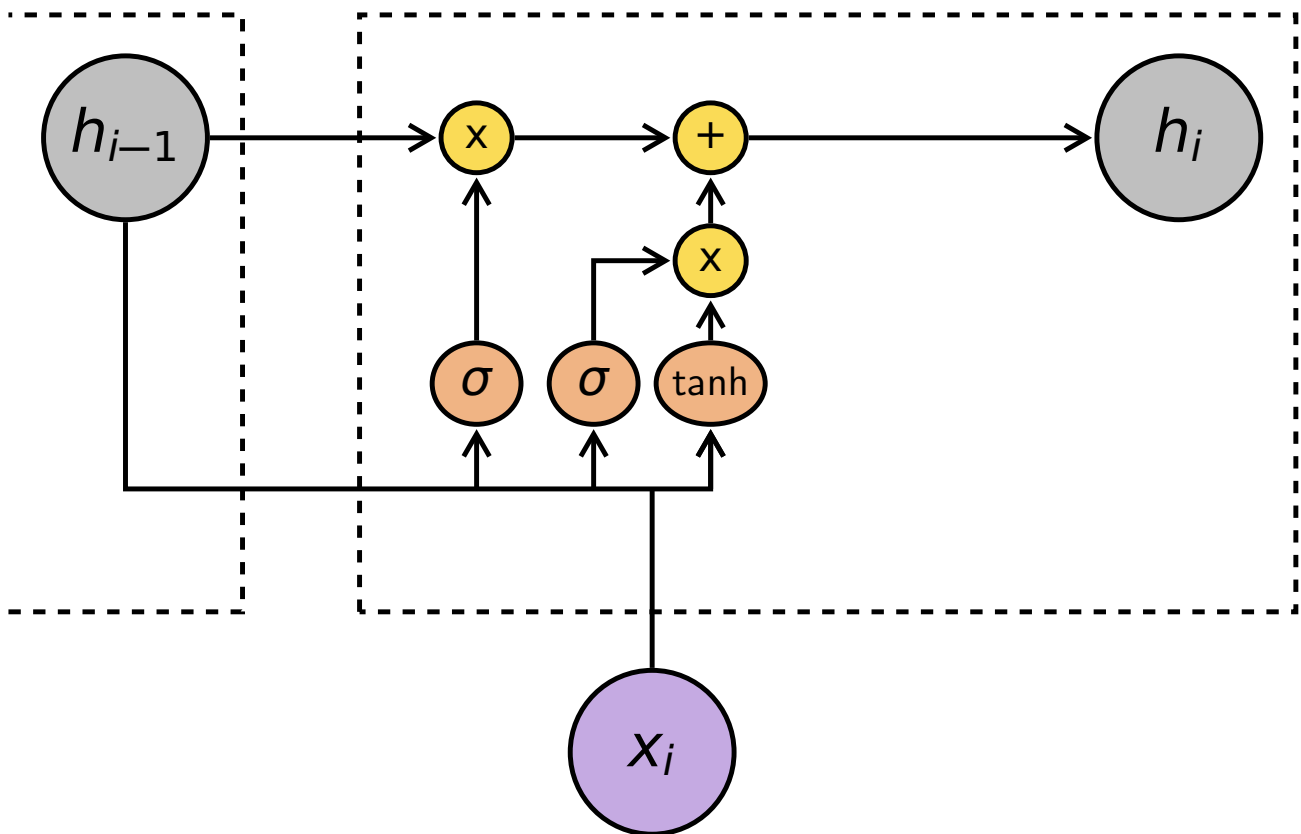 h_{i−1}
x
+
h_i
x
σ
σ
tanh
x_i